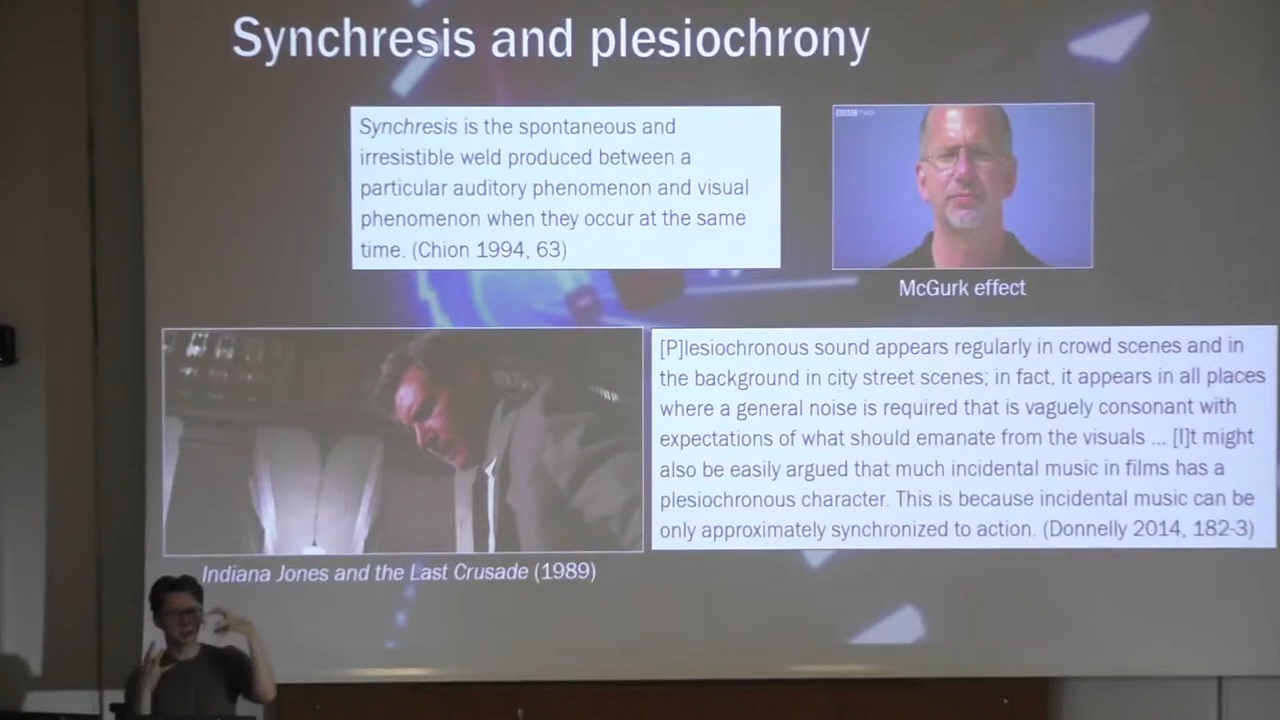 Synchresis and plesiochrony
Synchresis is the spontaneous and
irresistible weld produced between a
particular auditory phenomenon and visual
phenomenon when they occur at the same
time. (Chion 1994, 63)
BBC TWO
McGurk effect
[P]lesiochronous sound appears regularly in crowd scenes and in
the background in city street scenes; in fact, it appears in all places
where a general noise is required that is vaguely consonant with
expectations of what should emanate from the visuals ... [I]t might
also be easily argued that much incidental music in films has a
plesiochronous character. This is because incidental music can be
only approximately synchronized to action. (Donnelly 2014, 182-3)
Indiana Jones and the Last Crusade (1989)